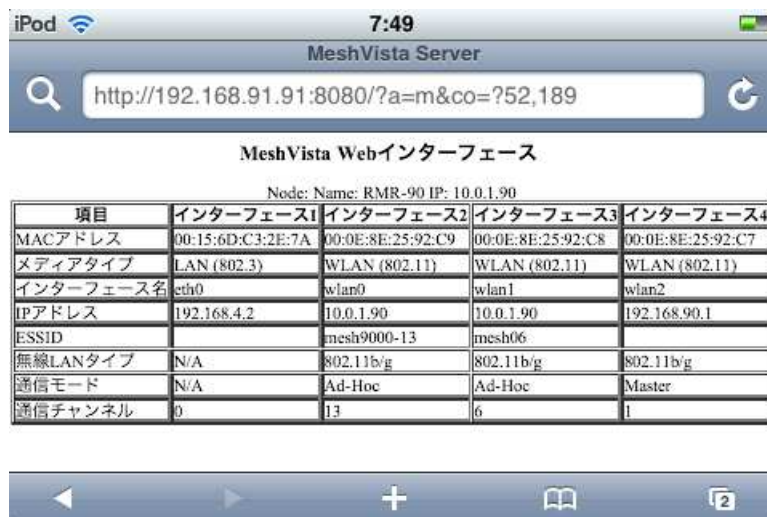 iPod 7:49
MeshVista Server
http://192.168.91.91:8080/?a=m&co=?52,189
MeshVista Webインターフェース
Node: Name: RMR-90 IP: 10.0.1.90
項目 インターフェース1 インターフェース2 インターフェース3 インターフェース4
MACアドレス 00:15:6D:C3:2E:7A 00:0E:8E:25:92:C9 00:0E:8E:25:92:C8 00:0E:8E:25:92:C7
メディアタイプ LAN (802.3) WLAN (802.11) WLAN (802.11) WLAN (802.11)
インターフェース名 eth0 wlan0 wlan1 wlan2
IPアドレス 192.168.4.2 10.0.1.90 10.0.1.90 192.168.90.1
ESSID mesh9000-13 mesh06
無線LANタイプ N/A 802.11b/g 802.11b/g 802.11b/g
通信モード N/A Ad-Hoc Ad-Hoc Master
通信チャンネル 0 13 6 1
2